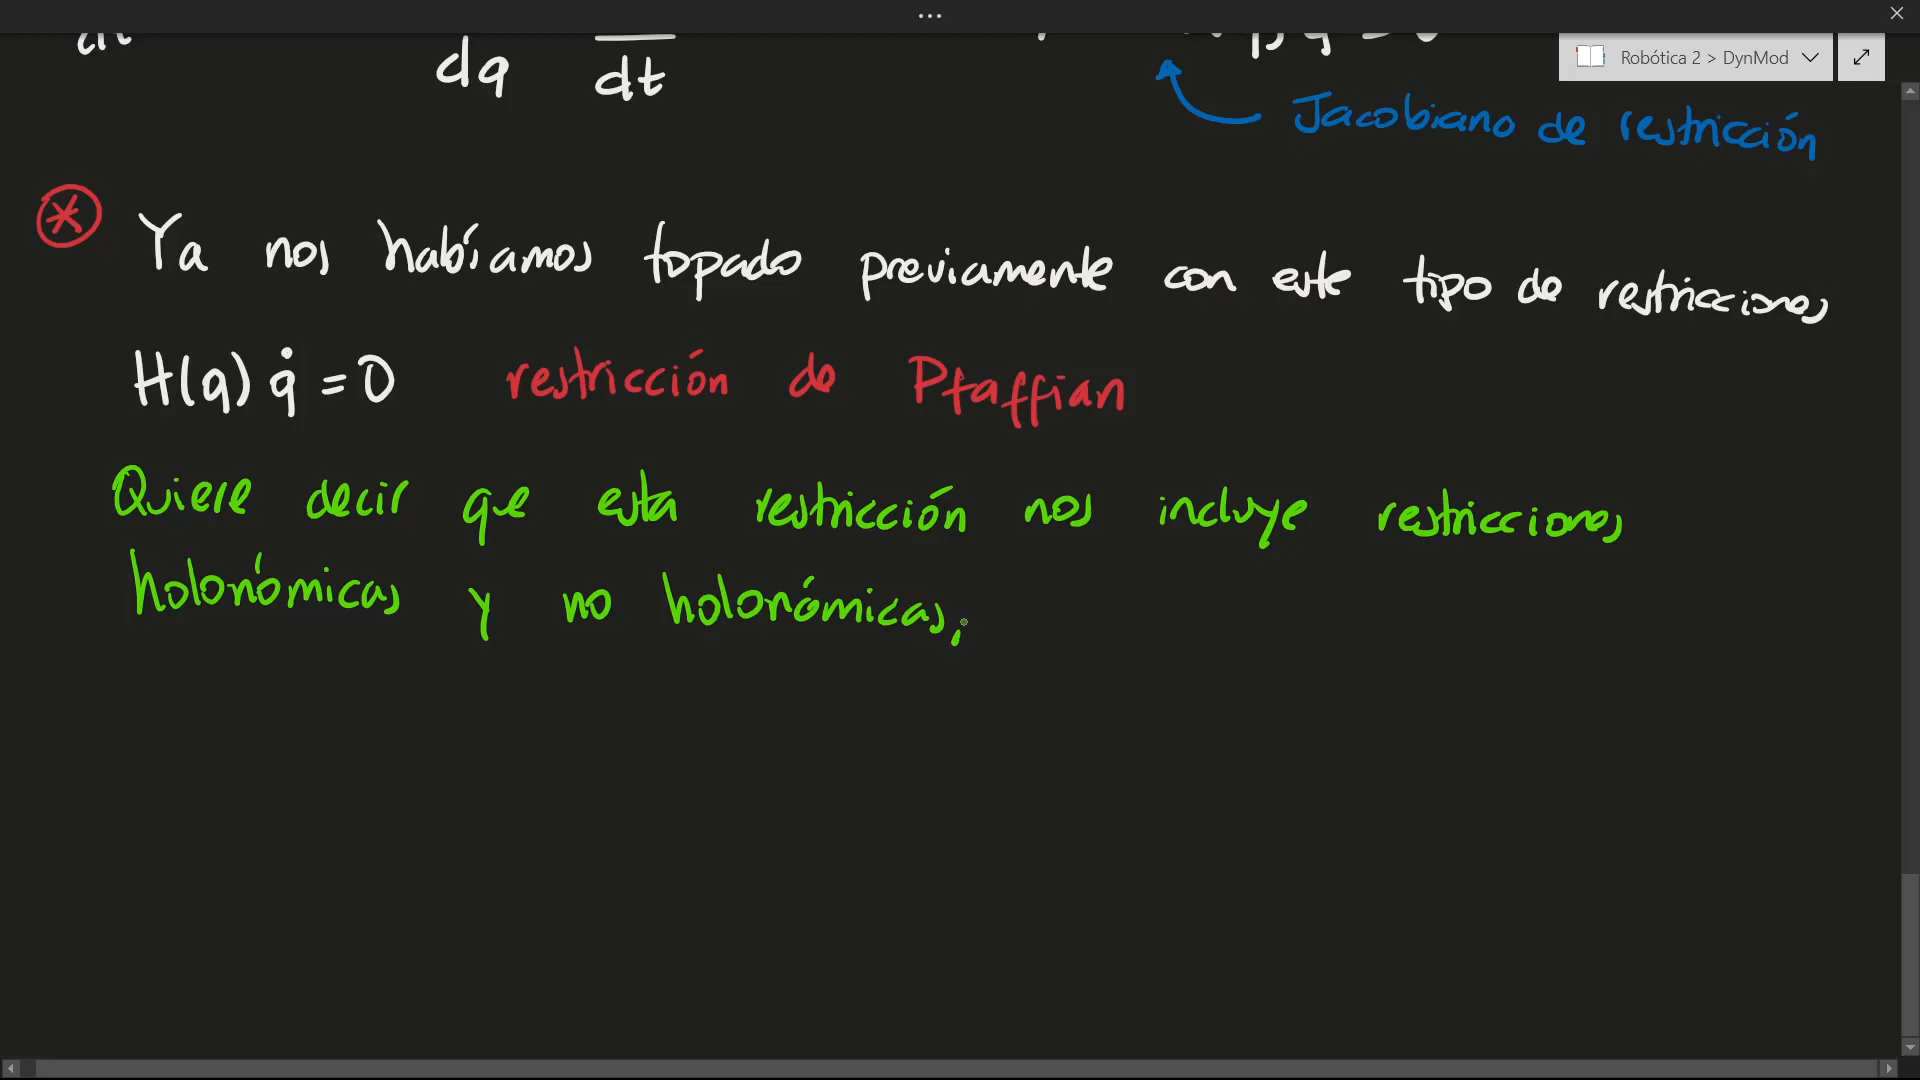 Robótica 2 > DynMod
dq dt
Jacobiano de restricción
Ya nos habíamos topado previamente con este tipo de restricciones
H(q) q̇ = 0 restricción de Pfaffian
Quiere decir que esta restricción nos incluye restricciones
holonómicas y no holonómicas.